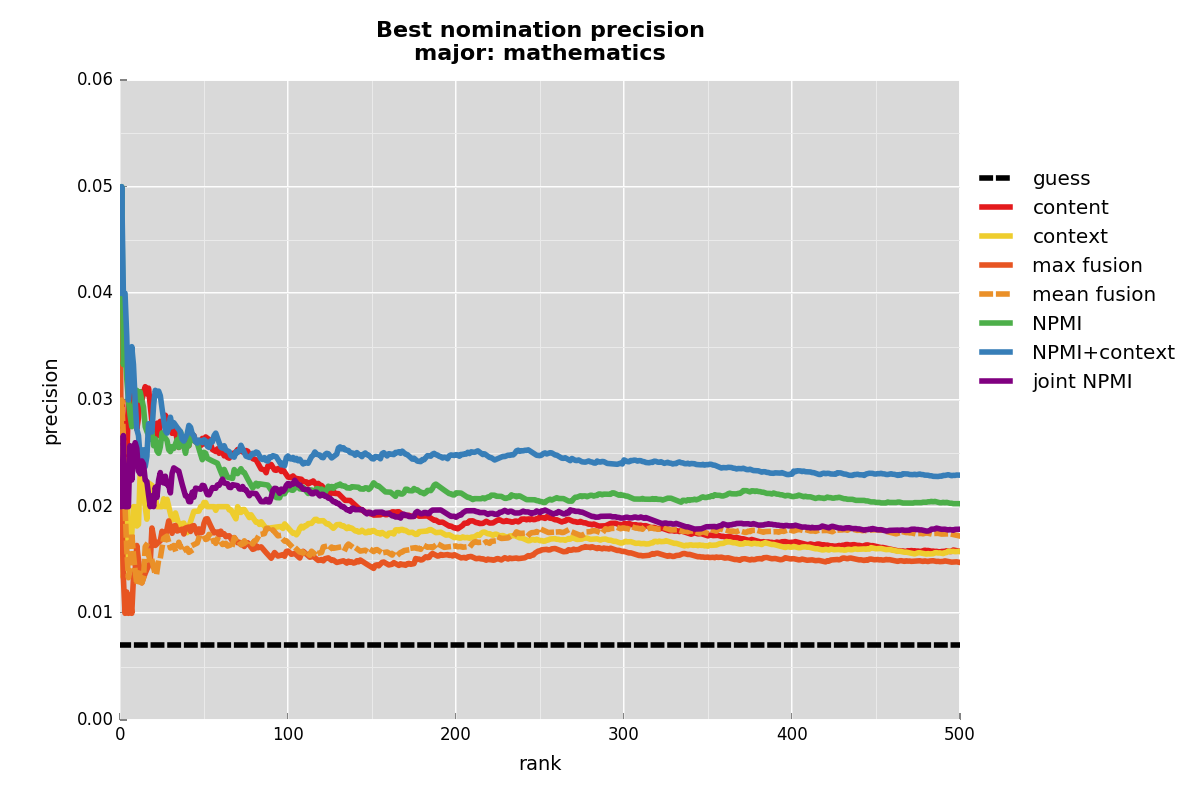 Best nomination precision
major: mathematics
0.06
0.05
0.04
0.03
0.02
0.01
0.00
precision
0
100
200
300
400
500
rank
guess
content
context
max fusion
mean fusion
NPMI
NPMI+context
joint NPMI